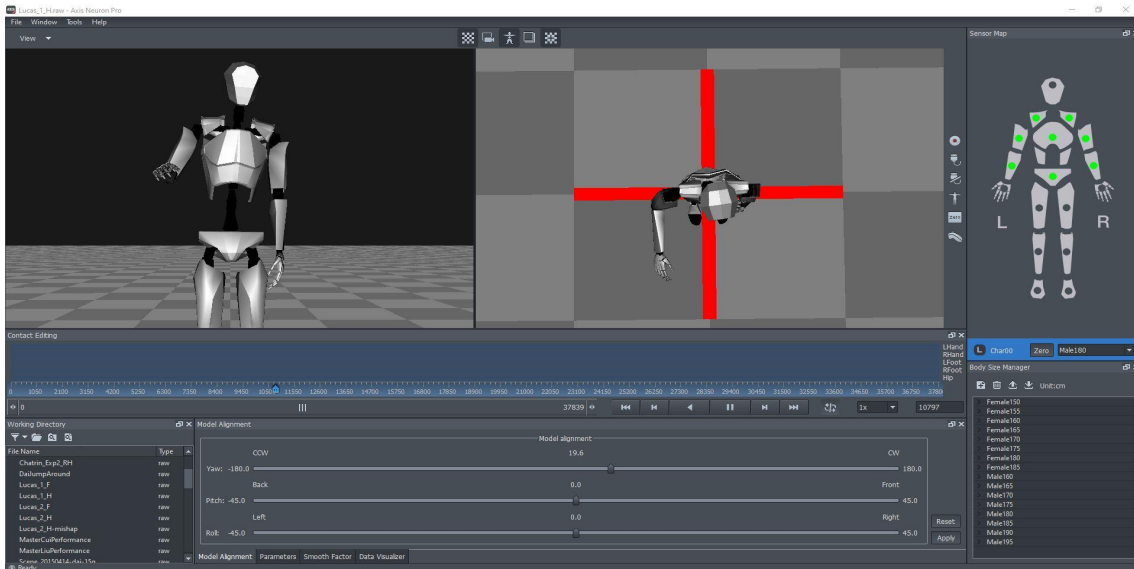 Lucas_1_H.raw - Axis Neuron Pro
File Window Tools Help
View
Sensor Map
L R
zero
Contact Editing
LHand
RHand
LFoot
RFoot
Hip
0 1050 2100 3150 4200 5250 6300 7350 8400 9450 10500 11550 12600 13650 14700 15750 16800 17850 18900 19950 21000 22050 23100 24150 25200 26250 27300 28350 29400 30450 31500 32550 33600 34650 35700 36750 3780
0 37839 1x 10797
L Char00 Zero Male180
Body Size Manager
Unit:cm
Female150
Female155
Female160
Female165
Female170
Female175
Female180
Female185
Male160
Male165
Male170
Male175
Male180
Male185
Male190
Male195
Working Directory
File Name Type
Chatrin_Exp2_RH raw
DaiJumpAround raw
Lucas_1_F raw
Lucas_1_H raw
Lucas_2_F raw
Lucas_2_H raw
Lucas_2_H-mishap raw
MasterCuiPerformance raw
MasterLiuPerformance raw
Scene_20150414-dai-15n raw
Model Alignment
Model alignment
CCW 19.6 CW
Yaw: -180.0 180.0
Back 0.0 Front
Pitch: -45.0 45.0
Left 0.0 Right
Roll: -45.0 45.0
Reset
Apply
Model Alignment Parameters Smooth Factor Data Visualizer
Ready